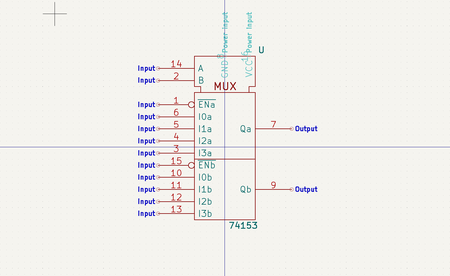 Power Input
Power Input
U
GND
VCC
Input 14 A
Input 2 B
MUX
Input 1 ENa
Input 6 I0a
Input 5 I1a Qa 7 Output
Input 4 I2a
Input 3 I3a
Input 15 ENb
Input 10 I0b
Input 11 I1b Qb 9 Output
Input 12 I2b
Input 13 I3b
74153